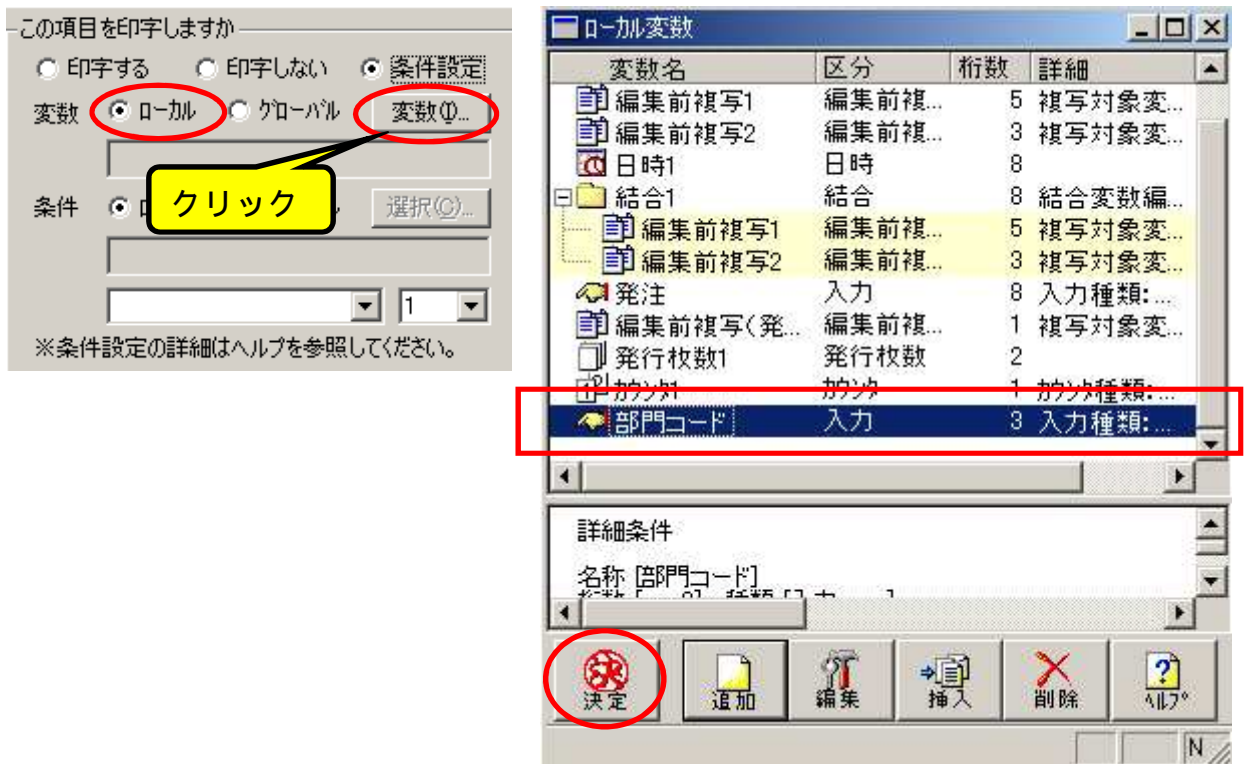 この項目を印字しますか
印字する 印字しない 条件設定
変数 ローカル グローバル 変数(I)...
クリック
条件 選択(C)...
1
※条件設定の詳細はヘルプを参照してください。
ローカル変数
変数名 区分 桁数 詳細
編集前複写1 編集前複... 5 複写対象変...
編集前複写2 編集前複... 3 複写対象変...
日時1 日時 8
結合1 結合 8 結合変数編...
編集前複写1 編集前複... 5 複写対象変...
編集前複写2 編集前複... 3 複写対象変...
発注 入力 8 入力種類:...
編集前複写(発... 編集前複... 1 複写対象変...
発行枚数1 発行枚数 2
カウンタ1 カウンタ 1 カウンタ種類:...
部門コード 入力 3 入力種類:...
詳細条件
名称 [部門コード]
決定 追加 編集 挿入 削除 ヘルプ
N